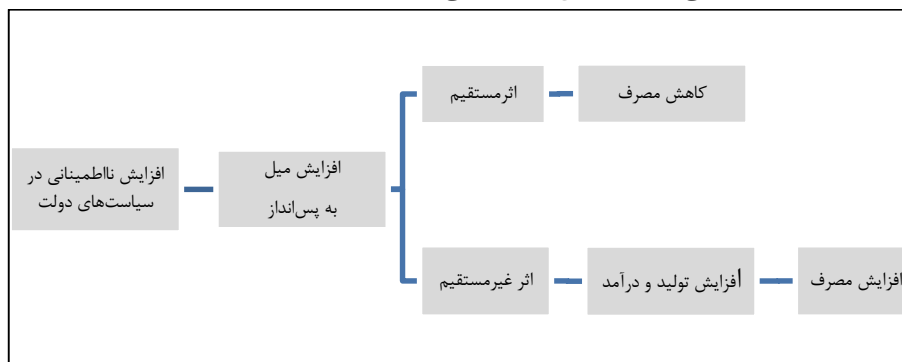 اثرمستقیم
کاهش مصرف
افزایش نااطمینانی در
سیاست‌های دولت
افزایش میل
به پس‌انداز
اثر غیرمستقیم
أفزایش تولید و درآمد
افزایش مصرف